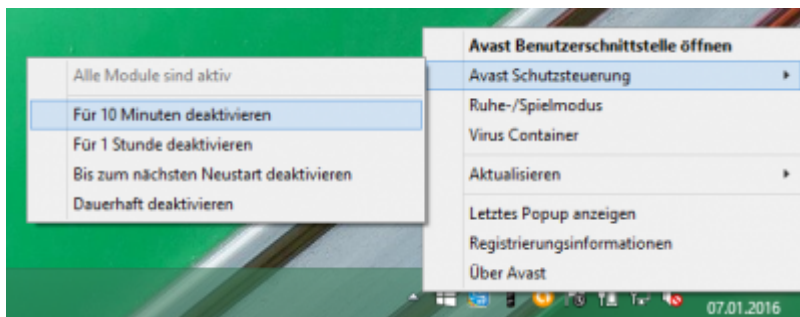 Avast Benutzerschnittstelle öffnen
Avast Schutzsteuerung
Ruhe-/Spielmodus
Virus Container
Aktualisieren
Letztes Popup anzeigen
Registrierungsinformationen
Über Avast
Alle Module sind aktiv
Für 10 Minuten deaktivieren
Für 1 Stunde deaktivieren
Bis zum nächsten Neustart deaktivieren
Dauerhaft deaktivieren
07.01.2016